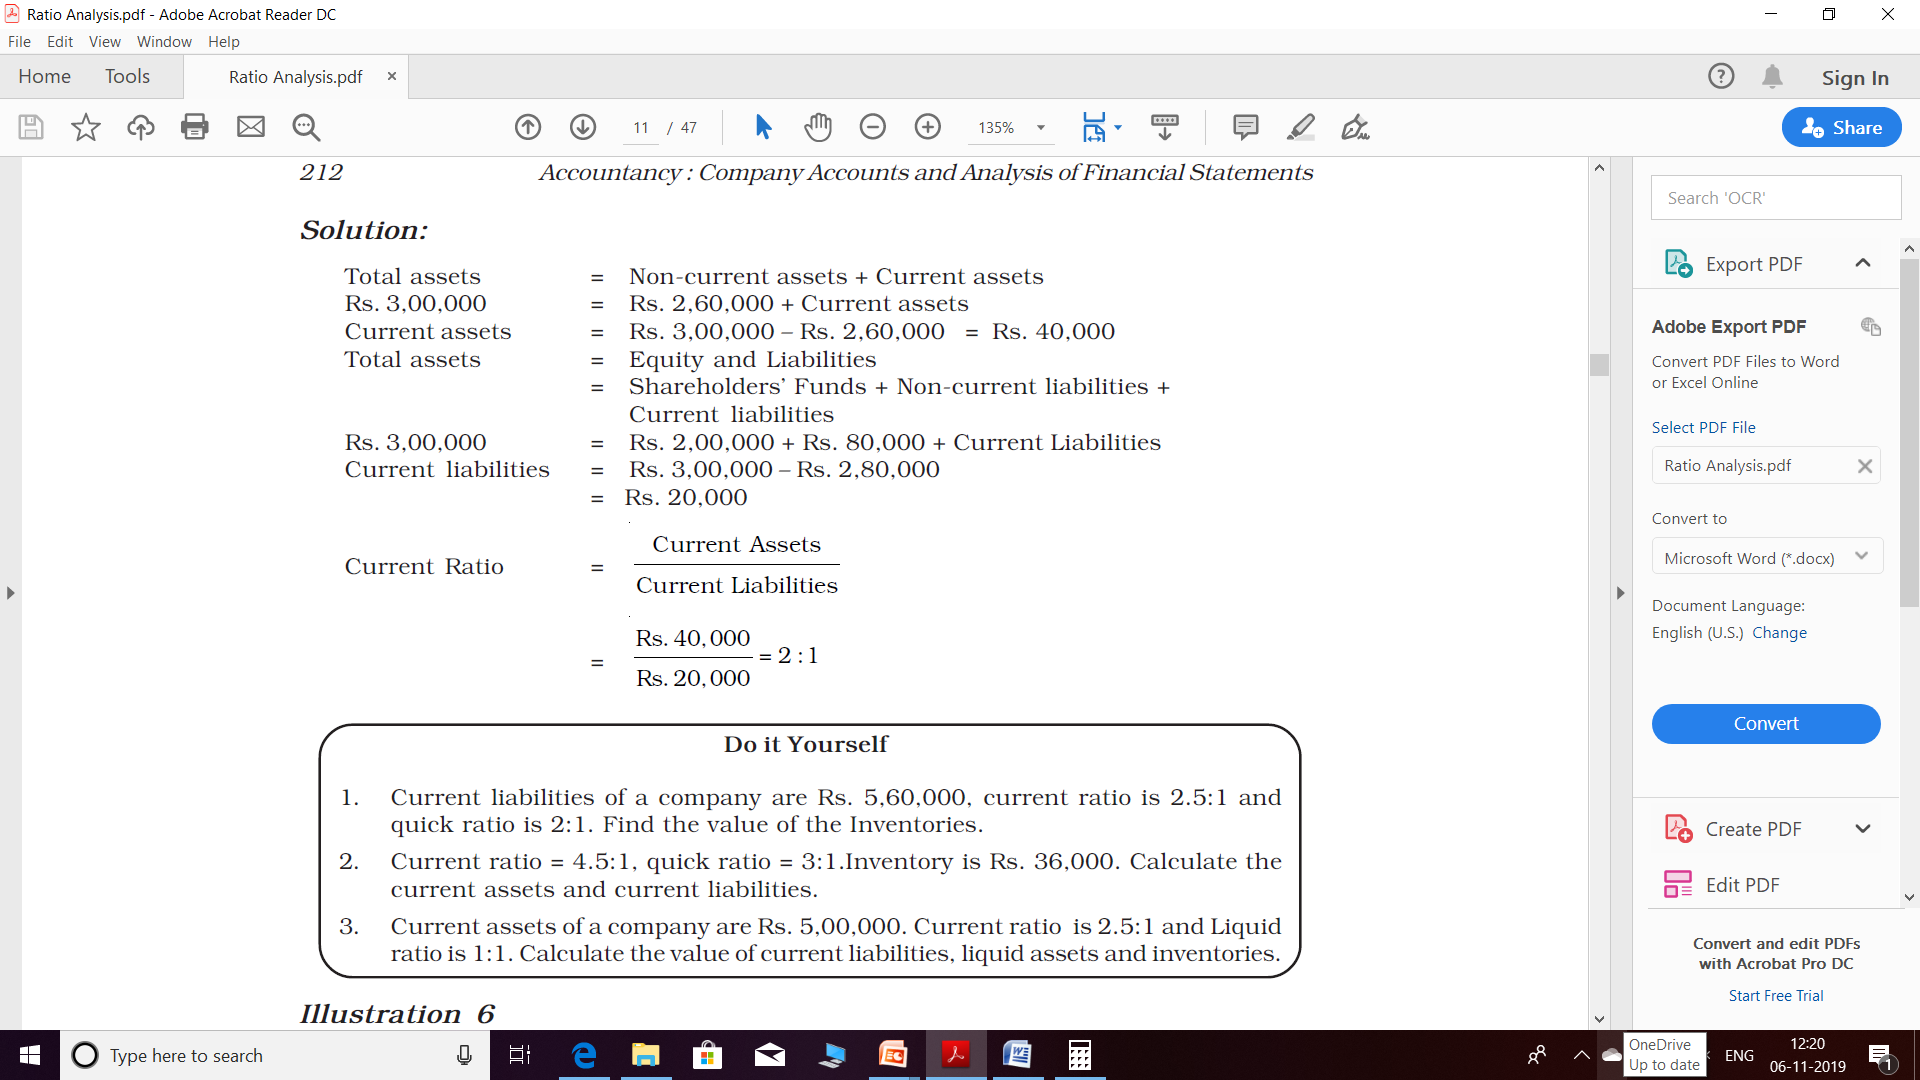 Ratio Analysis.pdf - Adobe Acrobat Reader DC
File Edit View Window Help
Home Tools Ratio Analysis.pdf × Sign In
11 / 47 135% Share
212 Accountancy : Company Accounts and Analysis of Financial Statements
Solution:
Total assets = Non-current assets + Current assets
Rs. 3,00,000 = Rs. 2,60,000 + Current assets
Current assets = Rs. 3,00,000 – Rs. 2,60,000 = Rs. 40,000
Total assets = Equity and Liabilities
= Shareholders’ Funds + Non-current liabilities +
Current liabilities
Rs. 3,00,000 = Rs. 2,00,000 + Rs. 80,000 + Current Liabilities
Current liabilities = Rs. 3,00,000 – Rs. 2,80,000
= Rs. 20,000
Current Assets
Current Ratio =
Current Liabilities
Rs. 40,000
= = 2 : 1
Rs. 20,000
Do it Yourself
1. Current liabilities of a company are Rs. 5,60,000, current ratio is 2.5:1 and
quick ratio is 2:1. Find the value of the Inventories.
2. Current ratio = 4.5:1, quick ratio = 3:1.Inventory is Rs. 36,000. Calculate the
current assets and current liabilities.
3. Current assets of a company are Rs. 5,00,000. Current ratio is 2.5:1 and Liquid
ratio is 1:1. Calculate the value of current liabilities, liquid assets and inventories.
Illustration 6
Search 'OCR'
Export PDF
Adobe Export PDF
Convert PDF Files to Word
or Excel Online
Select PDF File
Ratio Analysis.pdf
Convert to
Microsoft Word (*.docx)
Document Language:
English (U.S.) Change
Convert
Create PDF
Edit PDF
Convert and edit PDFs
with Acrobat Pro DC
Start Free Trial
Type here to search
OneDrive
Up to date
ENG
12:20
06-11-2019
1